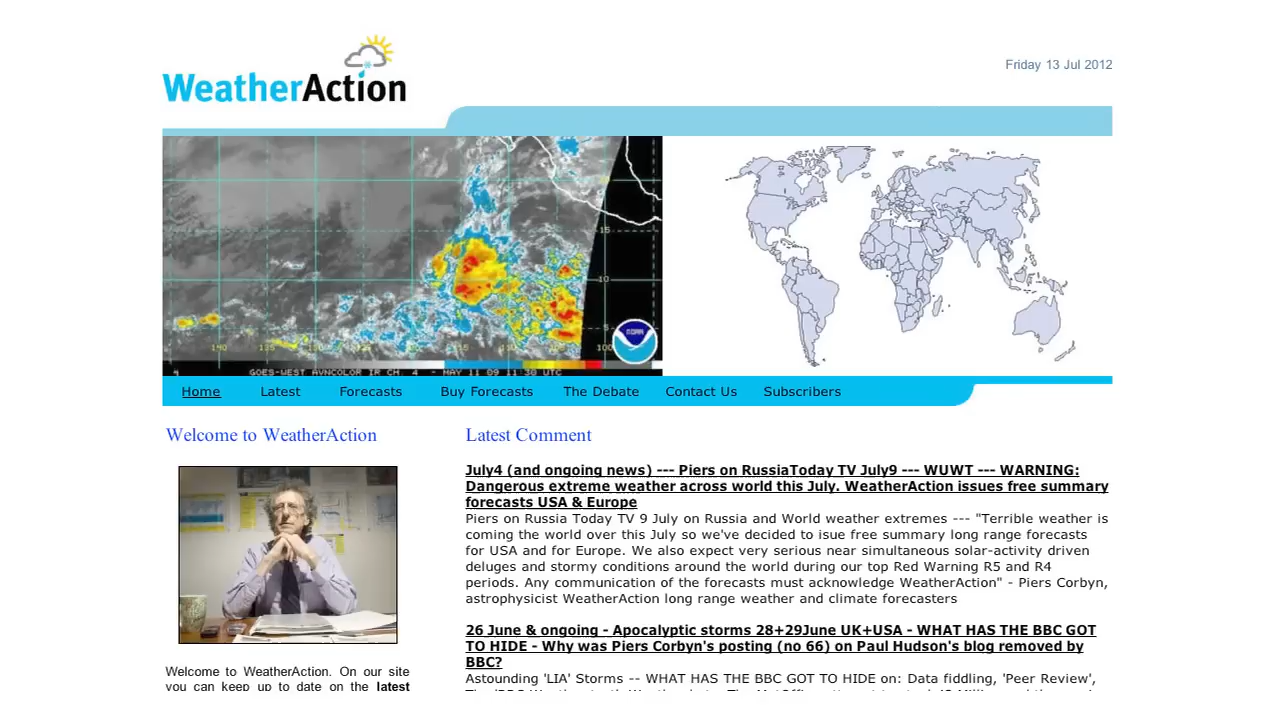 WeatherAction
Friday 13 Jul 2012
15
10
5
140
135
115
110
100
GOES-WEST AVNCOLOR IR CH. 4 - MAY 11 09 11:30 UTC
NOAA
Home Latest Forecasts Buy Forecasts The Debate Contact Us Subscribers
Welcome to WeatherAction
Latest Comment
July4 (and ongoing news) --- Piers on RussiaToday TV July9 --- WUWT --- WARNING:
Dangerous extreme weather across world this July. WeatherAction issues free summary
forecasts USA & Europe
Piers on Russia Today TV 9 July on Russia and World weather extremes --- "Terrible weather is
coming the world over this July so we've decided to isue free summary long range forecasts
for USA and for Europe. We also expect very serious near simultaneous solar-activity driven
deluges and stormy conditions around the world during our top Red Warning R5 and R4
periods. Any communication of the forecasts must acknowledge WeatherAction" - Piers Corbyn,
astrophysicist WeatherAction long range weather and climate forecasters
26 June & ongoing - Apocalyptic storms 28+29June UK+USA - WHAT HAS THE BBC GOT
TO HIDE - Why was Piers Corbyn's posting (no 66) on Paul Hudson's blog removed by
BBC?
Astounding 'LIA' Storms -- WHAT HAS THE BBC GOT TO HIDE on: Data fiddling, 'Peer Review',
Welcome to WeatherAction. On our site
you can keep up to date on the latest